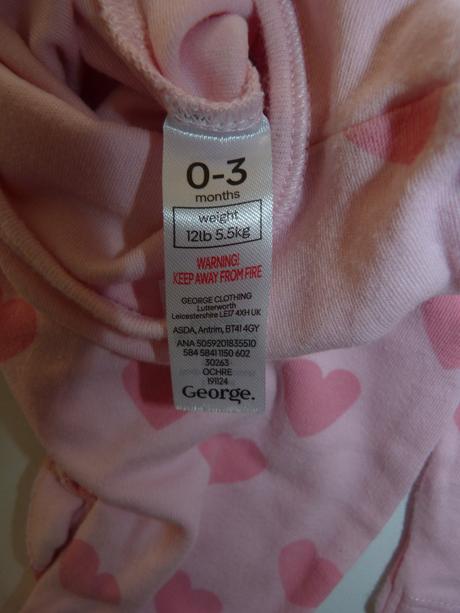 0-3
months
weight
12lb 5.5kg
WARNING!
KEEP AWAY FROM FIRE
GEORGE CLOTHING
Lutterworth
Leicestershire LE17 4XH UK
ASDA, Antrim, BT41 4GY
ANA 5059201835510
584 5841 1150 602
30263
OCHRE
191124
George.